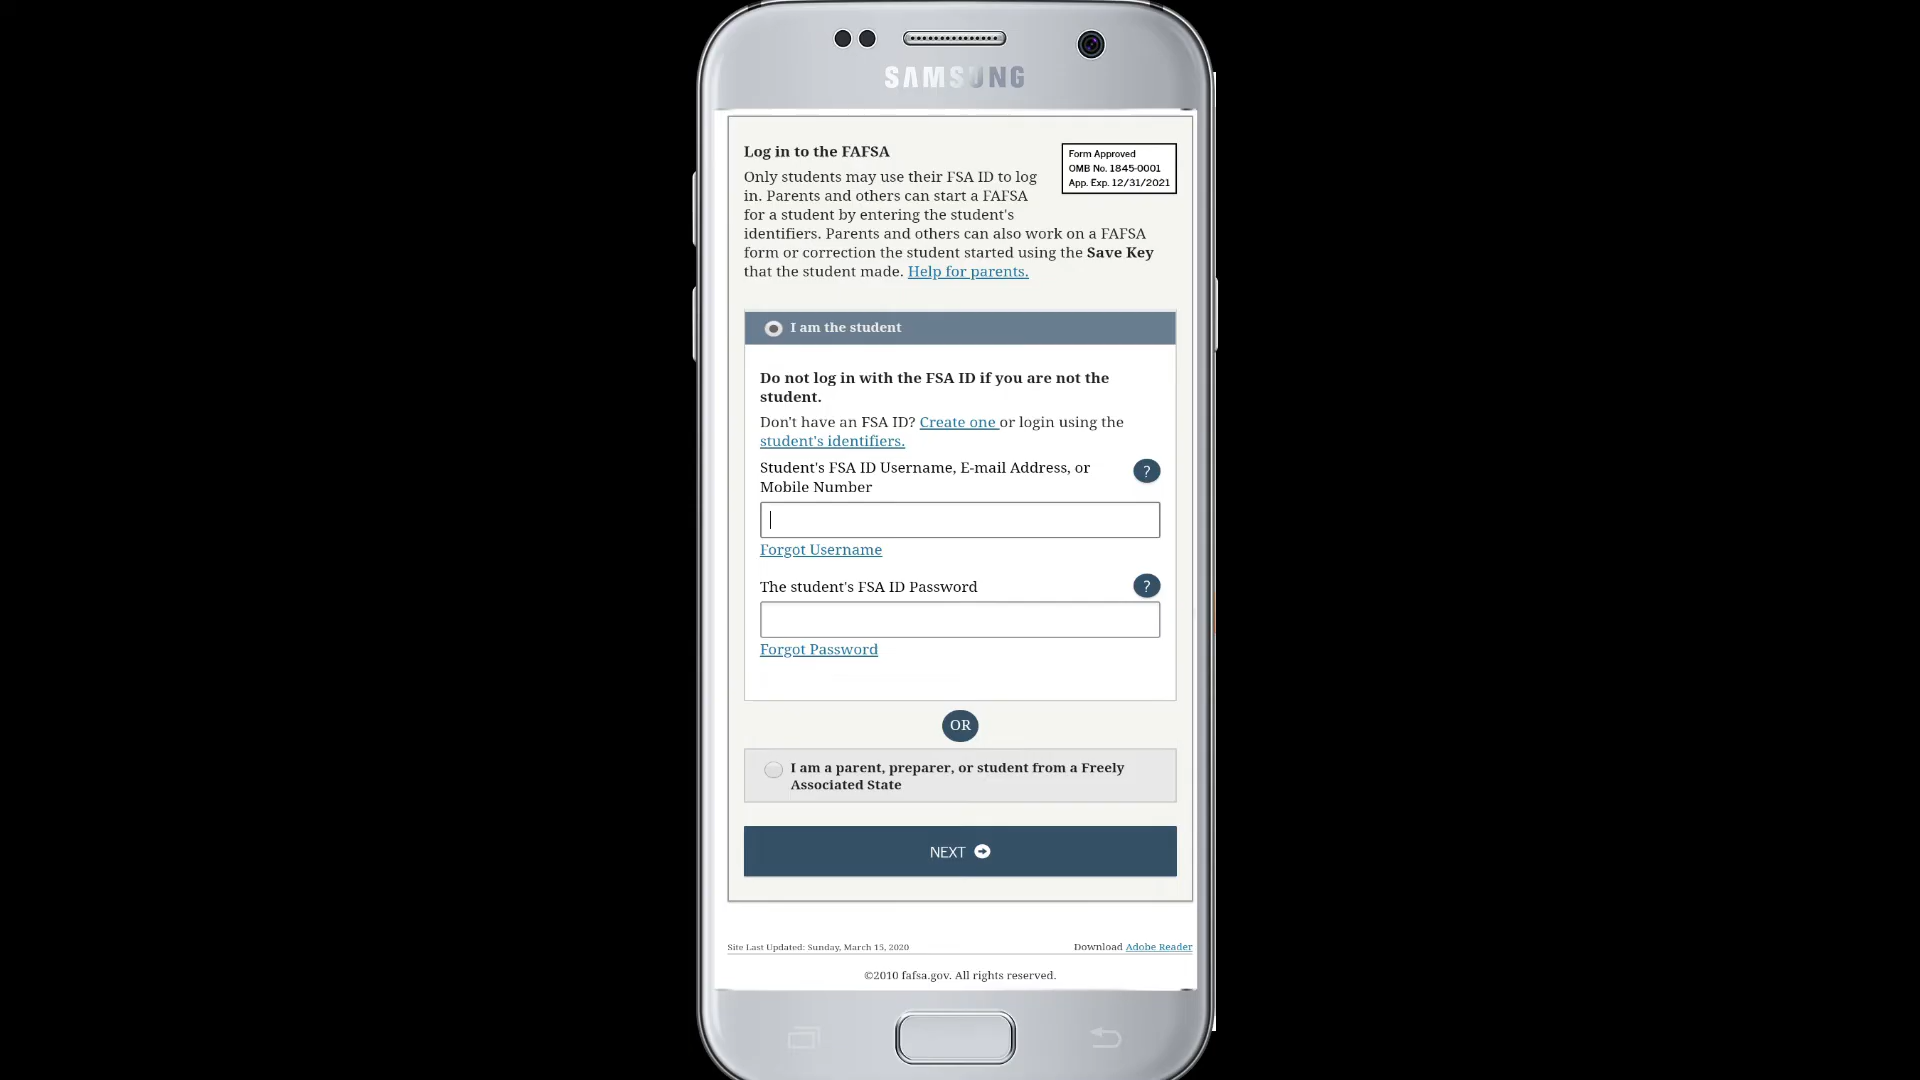 SAMSUNG
Log in to the FAFSA
Form Approved
OMB No. 1845-0001
App. Exp. 12/31/2021
Only students may use their FSA ID to log
in. Parents and others can start a FAFSA
for a student by entering the student's
identifiers. Parents and others can also work on a FAFSA
form or correction the student started using the Save Key
that the student made. Help for parents.
I am the student
Do not log in with the FSA ID if you are not the
student.
Don't have an FSA ID? Create one or login using the
student's identifiers.
Student's FSA ID Username, E-mail Address, or
Mobile Number
?
Forgot Username
The student's FSA ID Password
?
Forgot Password
OR
I am a parent, preparer, or student from a Freely
Associated State
NEXT
Site Last Updated: Sunday, March 15, 2020
Download Adobe Reader
©2010 fafsa.gov. All rights reserved.